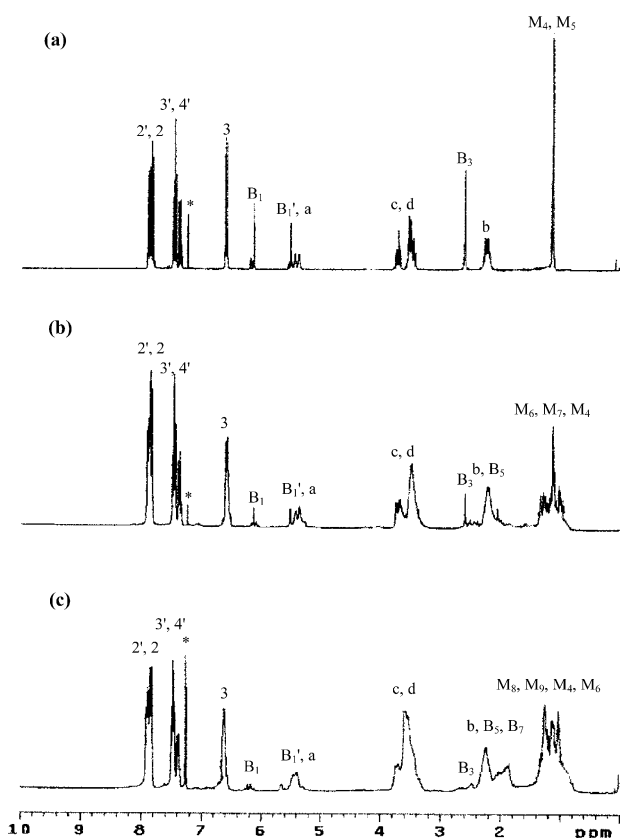 (a)
M₄, M₅
3', 4'
2', 2
3
*
B₁
B₁', a
c, d
B₃
b
(b)
2', 2
3', 4'
3
*
B₁
B₁', a
c, d
B₃
b, B₅
M₆, M₇, M₄
(c)
3', 4'
*
2', 2
3
B₁
B₁', a
c, d
B₃
b, B₅, B₇
M₈, M₉, M₄, M₆
10 9 8 7 6 5 4 3 2 1 ppm